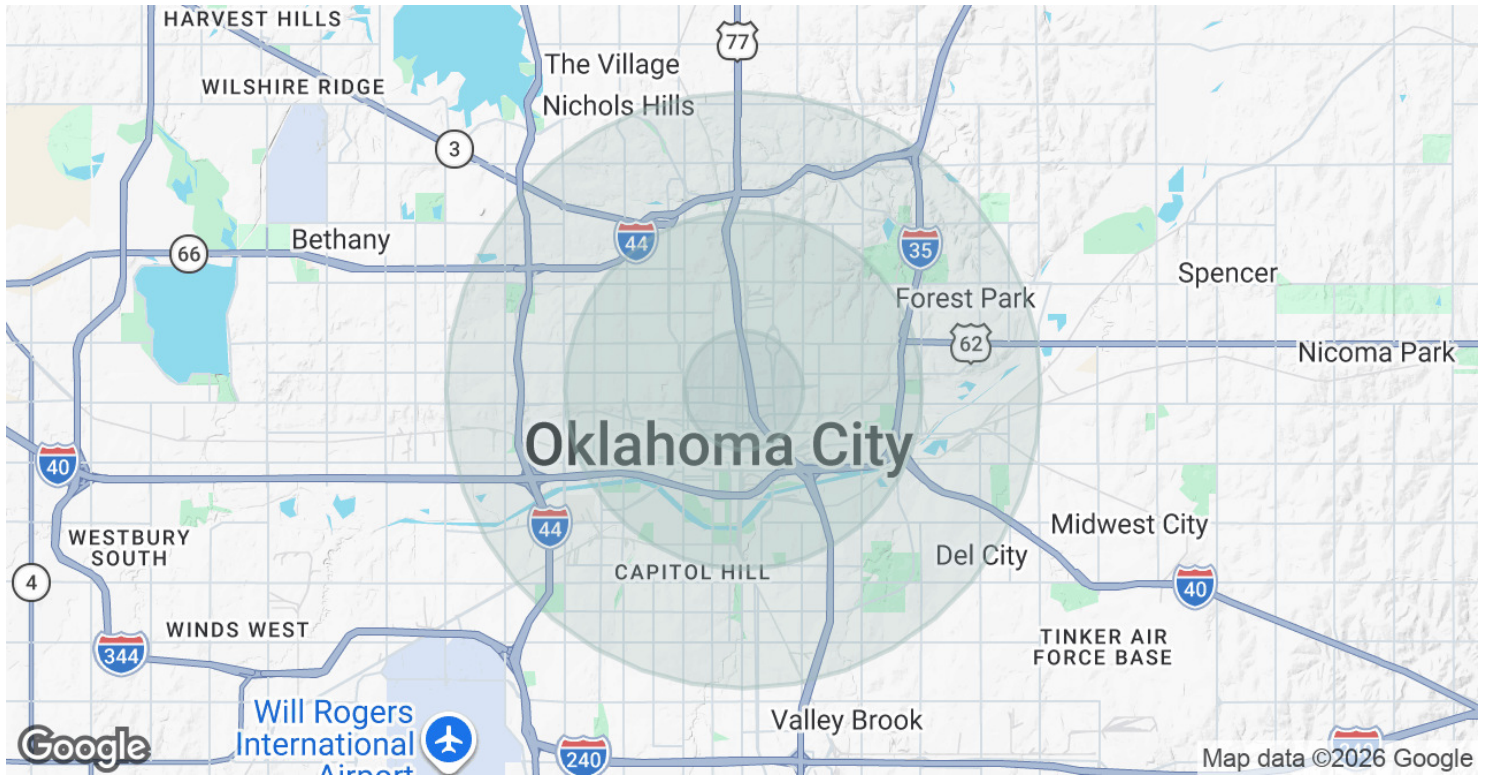 HARVEST HILLS
The Village
77
WILSHIRE RIDGE
Nichols Hills
3
66
Bethany
44
35
Spencer
Forest Park
62
Nicoma Park
Oklahoma City
40
44
Midwest City
WESTBURY
SOUTH
Del City
CAPITOL HILL
4
40
WINDS WEST
344
TINKER AIR
FORCE BASE
Will Rogers
International
Airport
Valley Brook
240
240
Google
Map data ©2026 Google